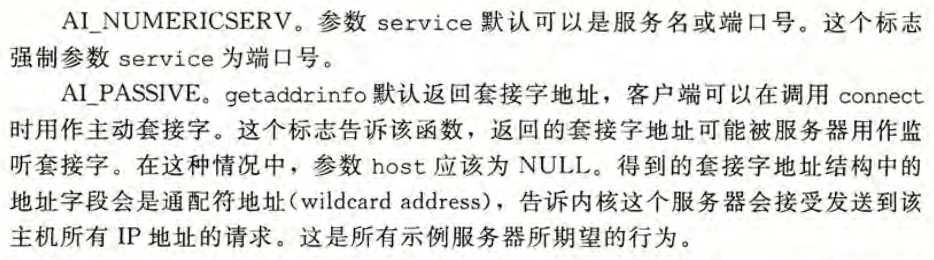 AI_NUMERICSERV。参数 service 默认可以是服务名或端口号。这个标志
强制参数 service 为端口号。
AI_PASSIVE。getaddrinfo 默认返回套接字地址，客户端可以在调用 connect
时用作主动套接字。这个标志告诉该函数，返回的套接字地址可能被服务器用作监
听套接字。在这种情况中，参数 host 应该为 NULL。得到的套接字地址结构中的
地址字段会是通配符地址(wildcard address)，告诉内核这个服务器会接受发送到该
主机所有 IP 地址的请求。这是所有示例服务器所期望的行为。